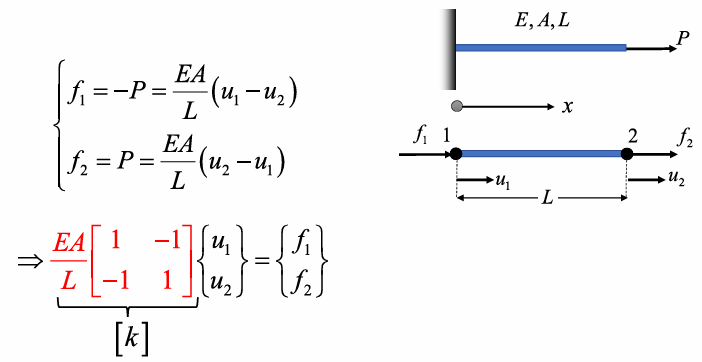 f₁ = −P = EA/L (u₁ − u₂)
f₂ = P = EA/L (u₂ − u₁)
⇒ EA/L [1 −1; −1 1] {u₁; u₂} = {f₁; f₂}
[k]
E, A, L
P
x
f₁ 1 2 f₂
u₁ u₂
L